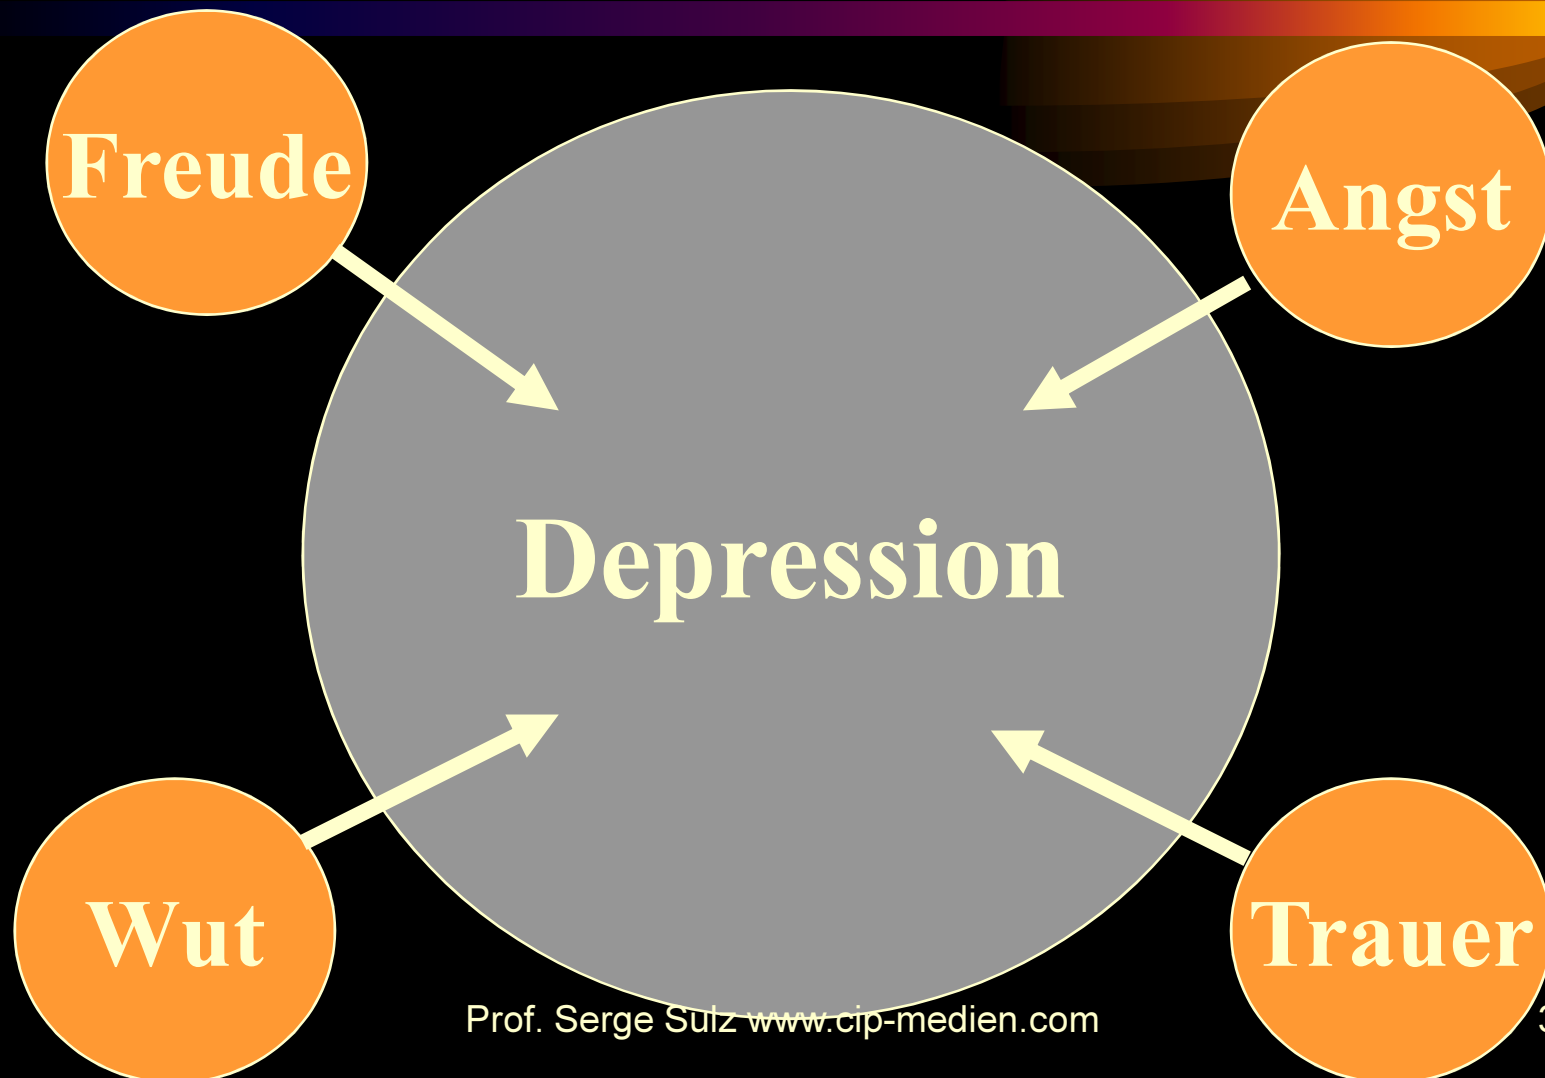 Freude
Angst
Depression
Wut
Trauer
Prof. Serge Sulz www.cip-medien.com